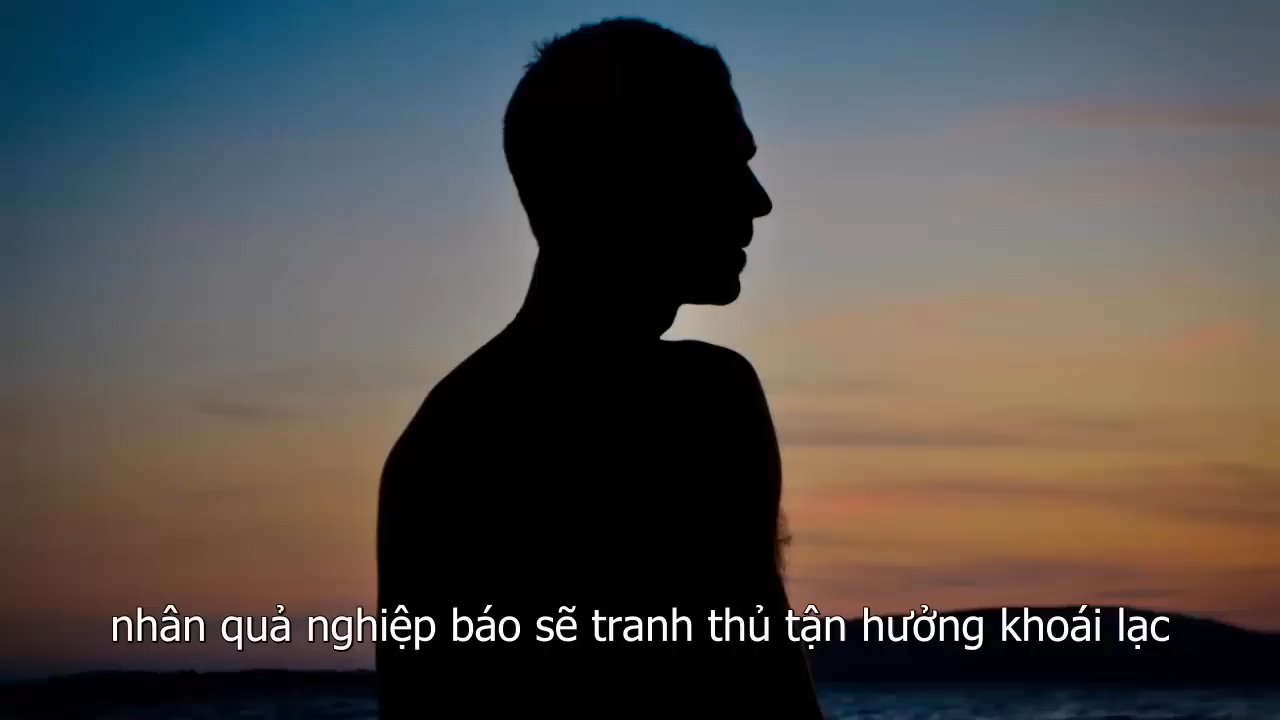 nhân quả nghiệp báo sẽ tranh thủ tận hưởng khoái lạc